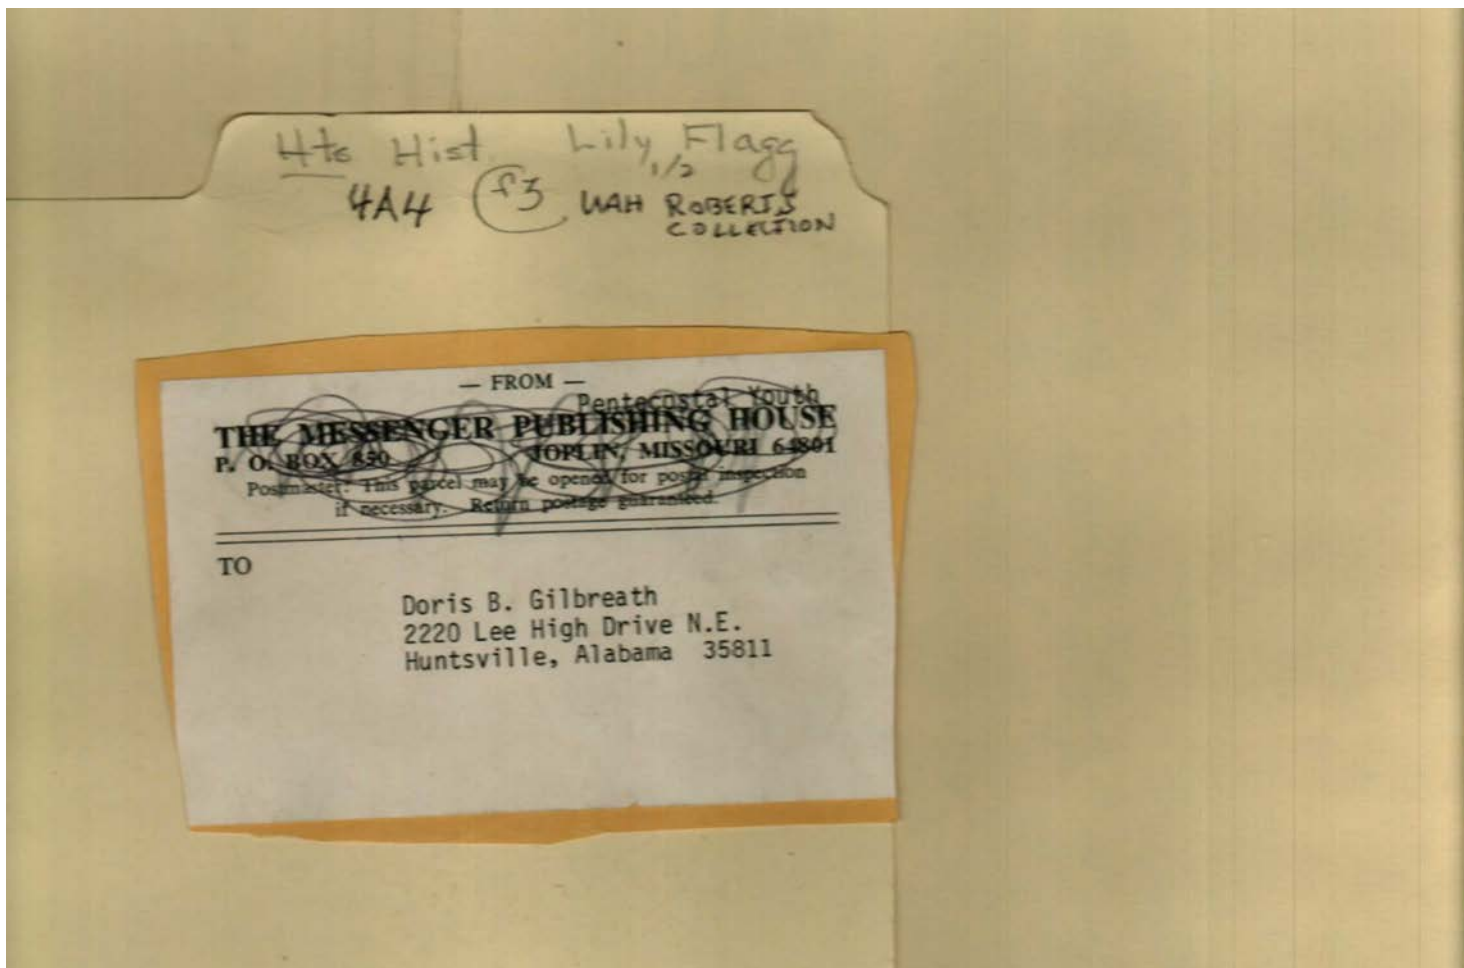 Hts Hist. Lily Flagg
1/2
4A4 f3 UAH ROBERTS
COLLECTION
— FROM —
Pentecostal Youth
THE MESSENGER PUBLISHING HOUSE
P. O. BOX 850 JOPLIN, MISSOURI 64801
Postmaster: This parcel may be opened for postal inspection
if necessary. Return postage guaranteed.
TO
Doris B. Gilbreath
2220 Lee High Drive N.E.
Huntsville, Alabama 35811